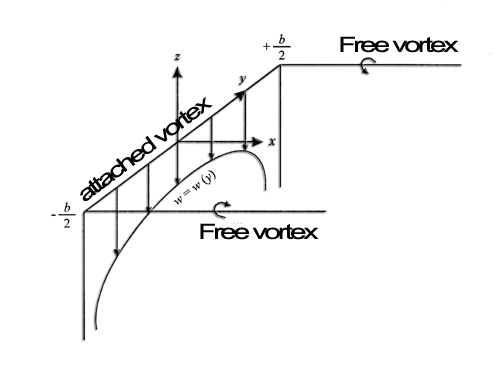 +b/2
Free vortex
z
y
attached vortex
x
w = w (y)
-b/2
Free vortex